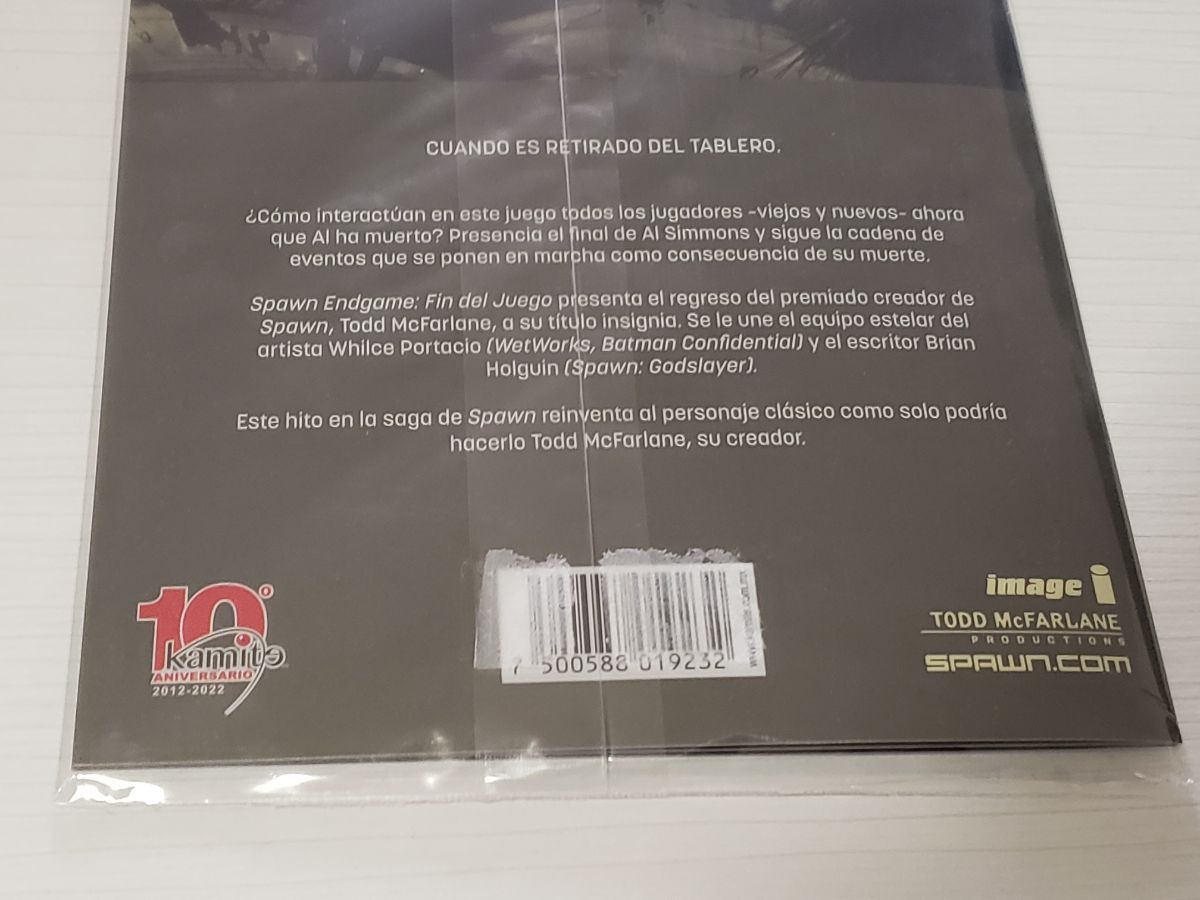 CUANDO ES RETIRADO DEL TABLERO.
¿Cómo interactúan en este juego todos los jugadores -viejos y nuevos- ahora
que Al ha muerto? Presencia el final de Al Simmons y sigue la cadena de
eventos que se ponen en marcha como consecuencia de su muerte.
Spawn Endgame: Fin del Juego presenta el regreso del premiado creador de
Spawn, Todd McFarlane, a su título insignia. Se le une el equipo estelar del
artista Whilce Portacio (WetWorks, Batman Confidential) y el escritor Brian
Holguin (Spawn: Godslayer).
Este hito en la saga de Spawn reinventa al personaje clásico como solo podría
hacerlo Todd McFarlane, su creador.
10º
kamite
ANIVERSARIO
2012-2022
7 500588 019232
image i
TODD McFARLANE
PRODUCTIONS
SPAWN.COM